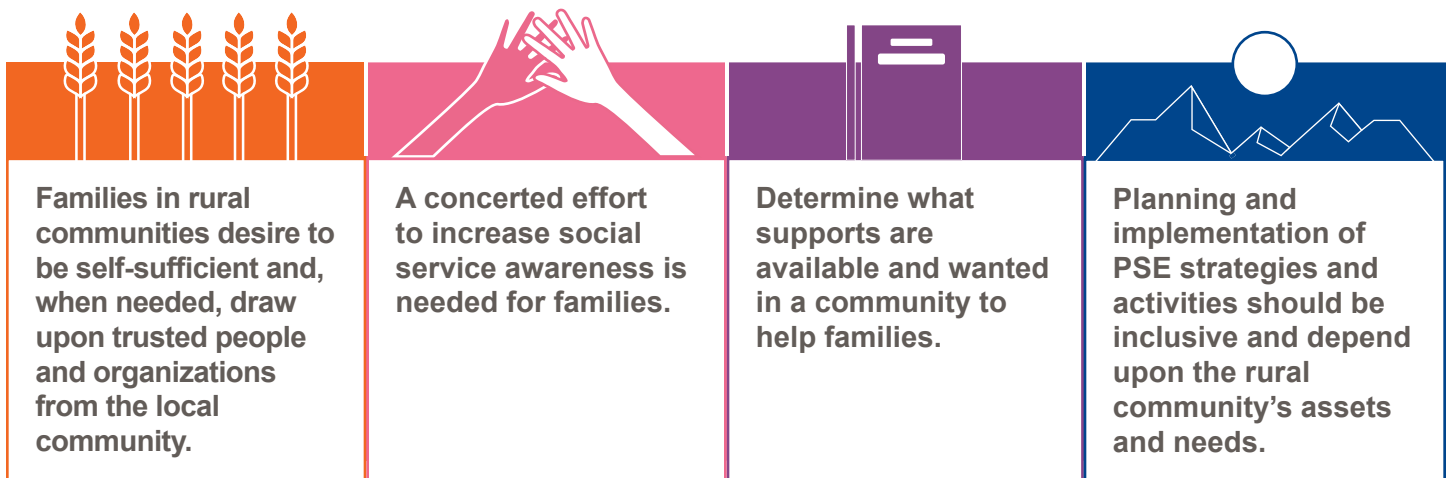 Families in rural
communities desire to
be self-sufficient and,
when needed, draw
upon trusted people
and organizations
from the local
community.
A concerted effort
to increase social
service awareness is
needed for families.
Determine what
supports are
available and wanted
in a community to
help families.
Planning and
implementation of
PSE strategies and
activities should be
inclusive and depend
upon the rural
community’s assets
and needs.